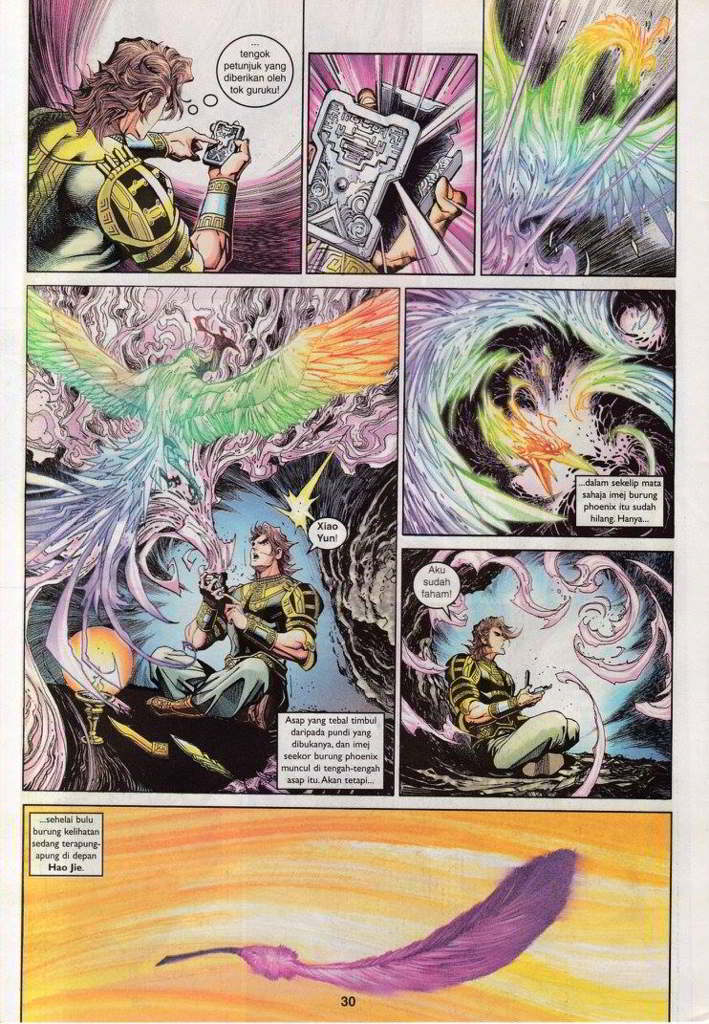 ...
tengok
petunjuk yang
diberikan oleh
tok guruku!
Xiao
Yun!
Asap yang tebal timbul
daripada pundi yang
dibukanya, dan imej
seekor burung phoenix
muncul di tengah-tengah
asap itu. Akan tetapi...
...dalam sekelip mata
sahaja imej burung
phoenix itu sudah
hilang. Hanya...
Aku
sudah
faham!
...sehelai bulu
burung kelihatan
sedang terapung-
apung di depan
Hao Jie.
30